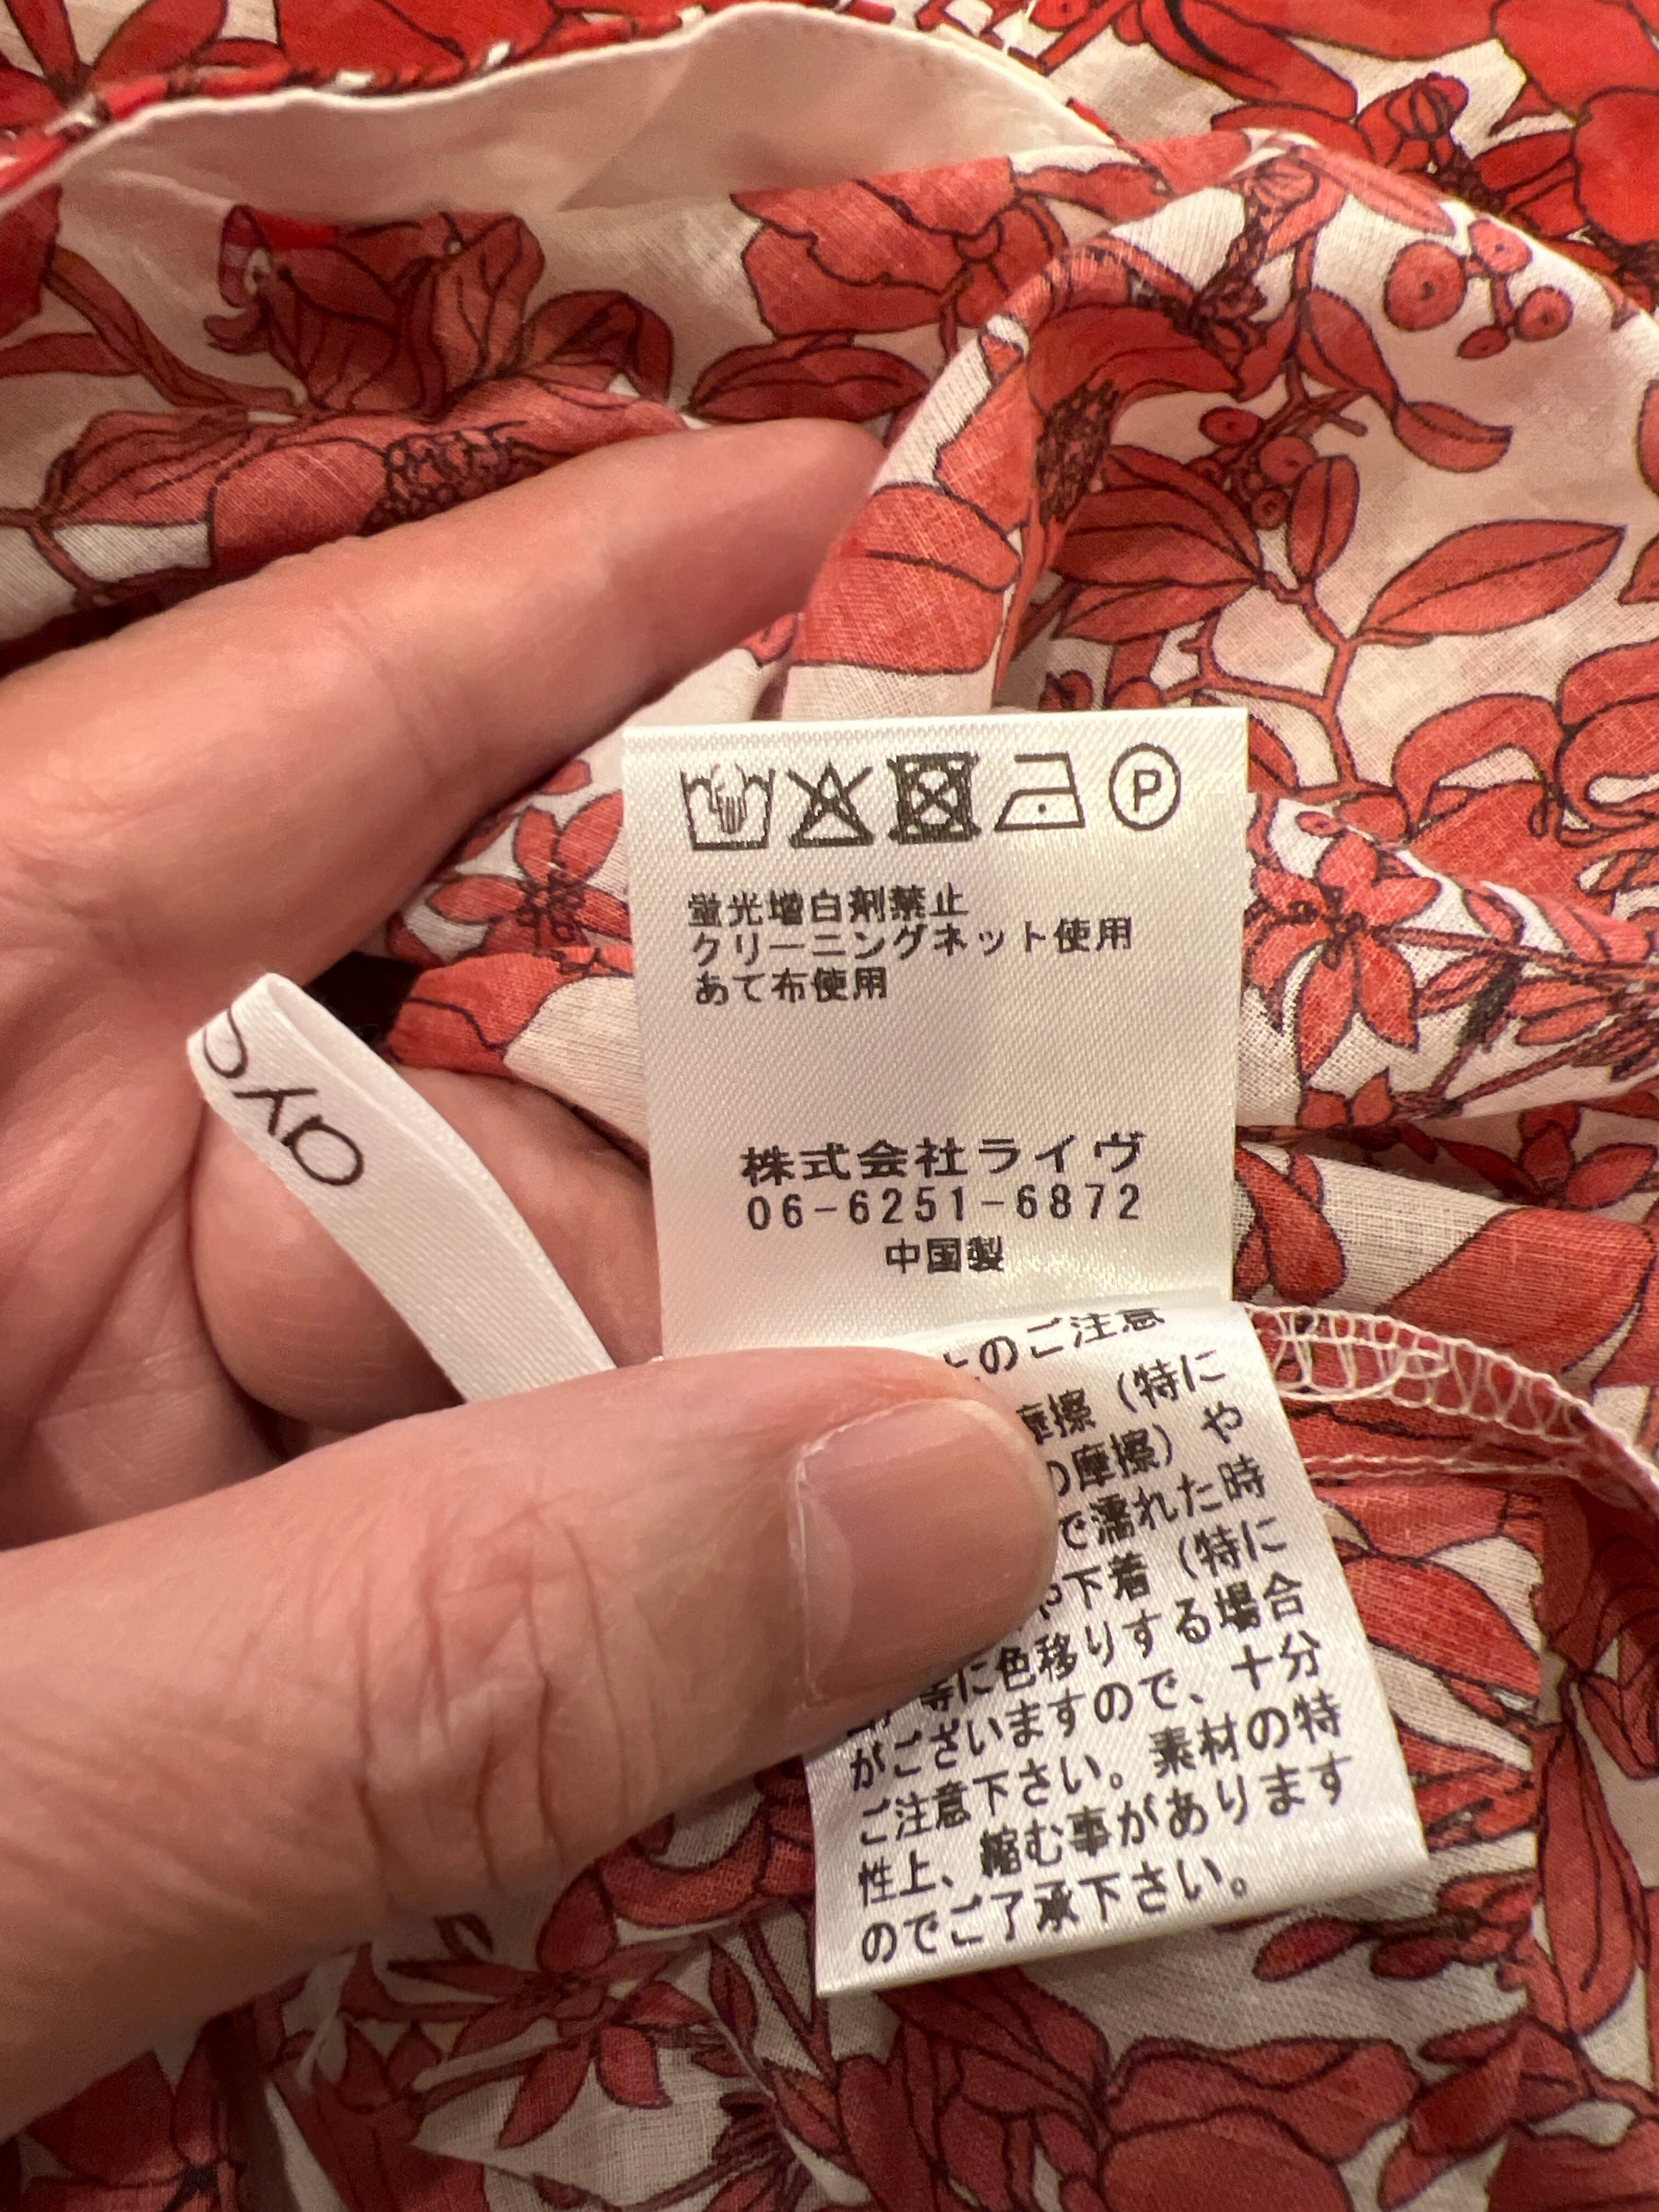 P
蛍光増白剤禁止
クリーニングネット使用
あて布使用
株式会社ライヴ
06-6251-6872
中国製
のご注意
摩擦（特に
の摩擦）や
で濡れた時
や下着（特に
等に色移りする場合
がございますので、十分
ご注意下さい。素材の特
性上、縮む事があります
のでご了承下さい。